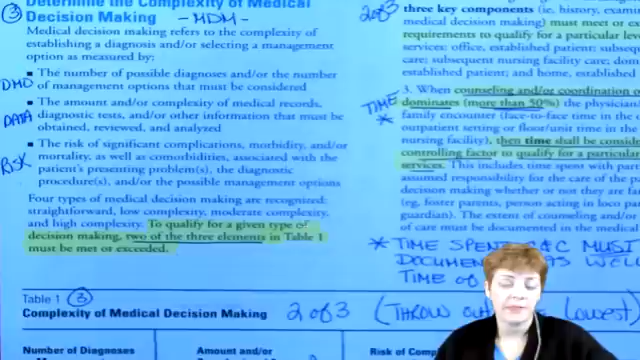 ③ Determine the Complexity of Medical
Decision Making - MDM -
Medical decision making refers to the complexity of
establishing a diagnosis and/or selecting a management
option as measured by:
DMO
▪ The number of possible diagnoses and/or the number
of management options that must be considered
DATA
▪ The amount and/or complexity of medical records,
diagnostic tests, and/or other information that must be
obtained, reviewed, and analyzed
RISK
▪ The risk of significant complications, morbidity, and/or
mortality, as well as comorbidities, associated with the
patient's presenting problem(s), the diagnostic
procedure(s), and/or the possible management options
Four types of medical decision making are recognized:
straightforward, low complexity, moderate complexity,
and high complexity. To qualify for a given type of
decision making, two of the three elements in Table 1
must be met or exceeded.
Table 1 ③
Complexity of Medical Decision Making 2 of 3 (THROW lowest)
Number of Diagnoses
Amount and/or
Risk of
2 of 3
three key components (ie, history,
medical decision making) must meet or
requirements to qualify for a particular
services: office, established patient;
care; subsequent nursing facility care;
established patient; and home,
TIME
*
3. When counseling and/or coordination
dominates (more than 50%) the
family encounter (face-to-face time in the
outpatient setting or floor/unit time in the
nursing facility), then time shall be
controlling factor to qualify for a particular
services. This includes time spent with
assumed responsibility for the care of the
decision making whether or not they are
(eg, foster parents, person acting in loco
guardian). The extent of counseling and/or
of care must be documented in the medical
* TIME SPENT C&C MUST
AS WELL
TIME OF